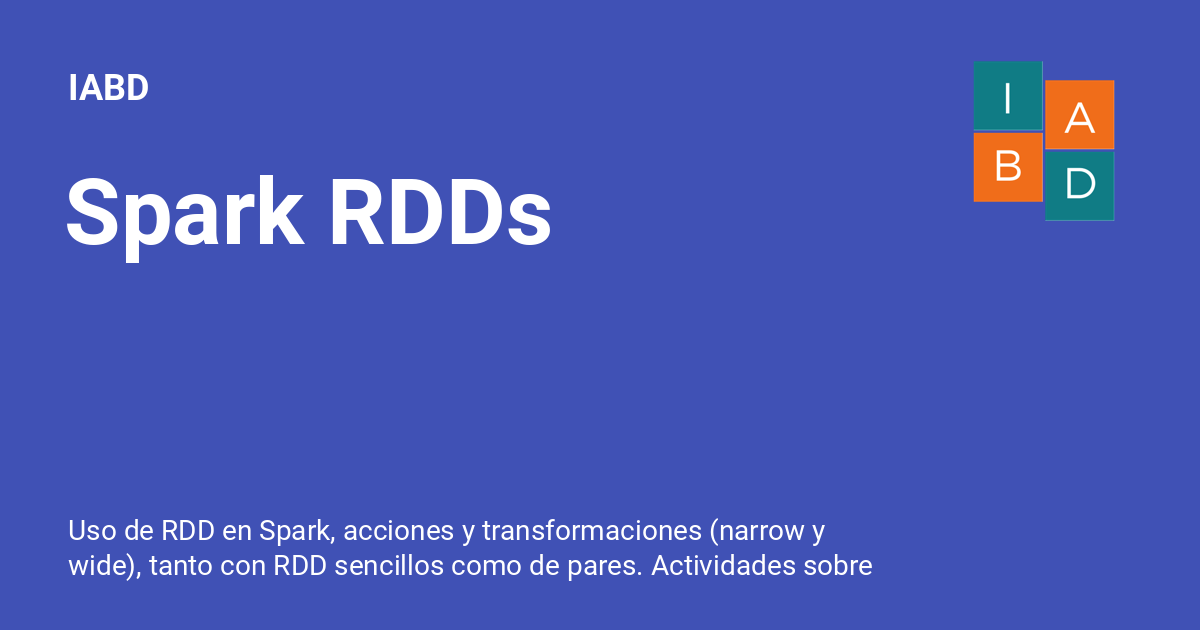 IABD
I
A
B
D
Spark RDDs
Uso de RDD en Spark, acciones y transformaciones (narrow y
wide), tanto con RDD sencillos como de pares. Actividades sobre